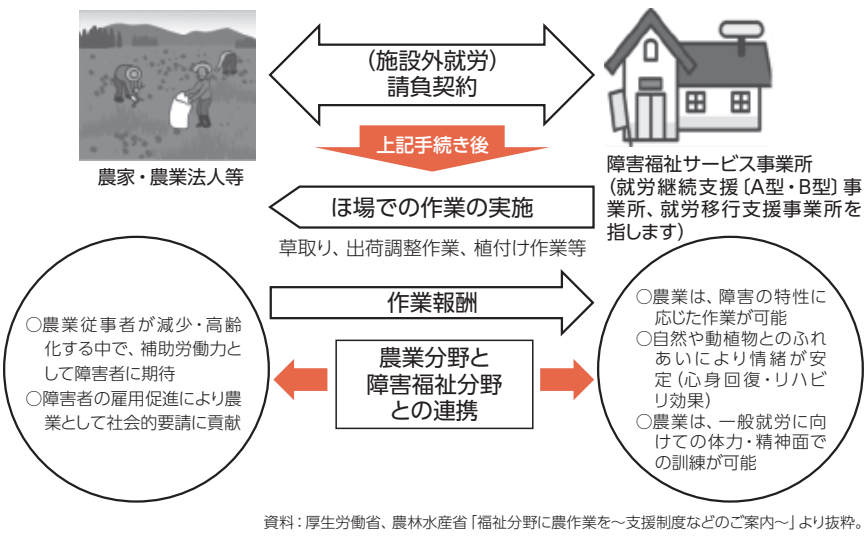 (施設外就労)
請負契約
上記手続き後
農家・農業法人等
障害福祉サービス事業所
(就労継続支援〔A型・B型〕事
業所、就労移行支援事業所を
指します)
ほ場での作業の実施
草取り、出荷調整作業、植付け作業等
作業報酬
○農業従事者が減少・高齢
化する中で、補助労働力と
して障害者に期待
○障害者の雇用促進により農
業として社会的要請に貢献
農業分野と
障害福祉分野
との連携
○農業は、障害の特性に
応じた作業が可能
○自然や動植物とのふれ
あいにより情緒が安
定(心身回復・リハビ
リ効果)
○農業は、一般就労に向
けての体力・精神面で
の訓練が可能
資料:厚生労働省、農林水産省「福祉分野に農作業を~支援制度などのご案内~」より抜粋。